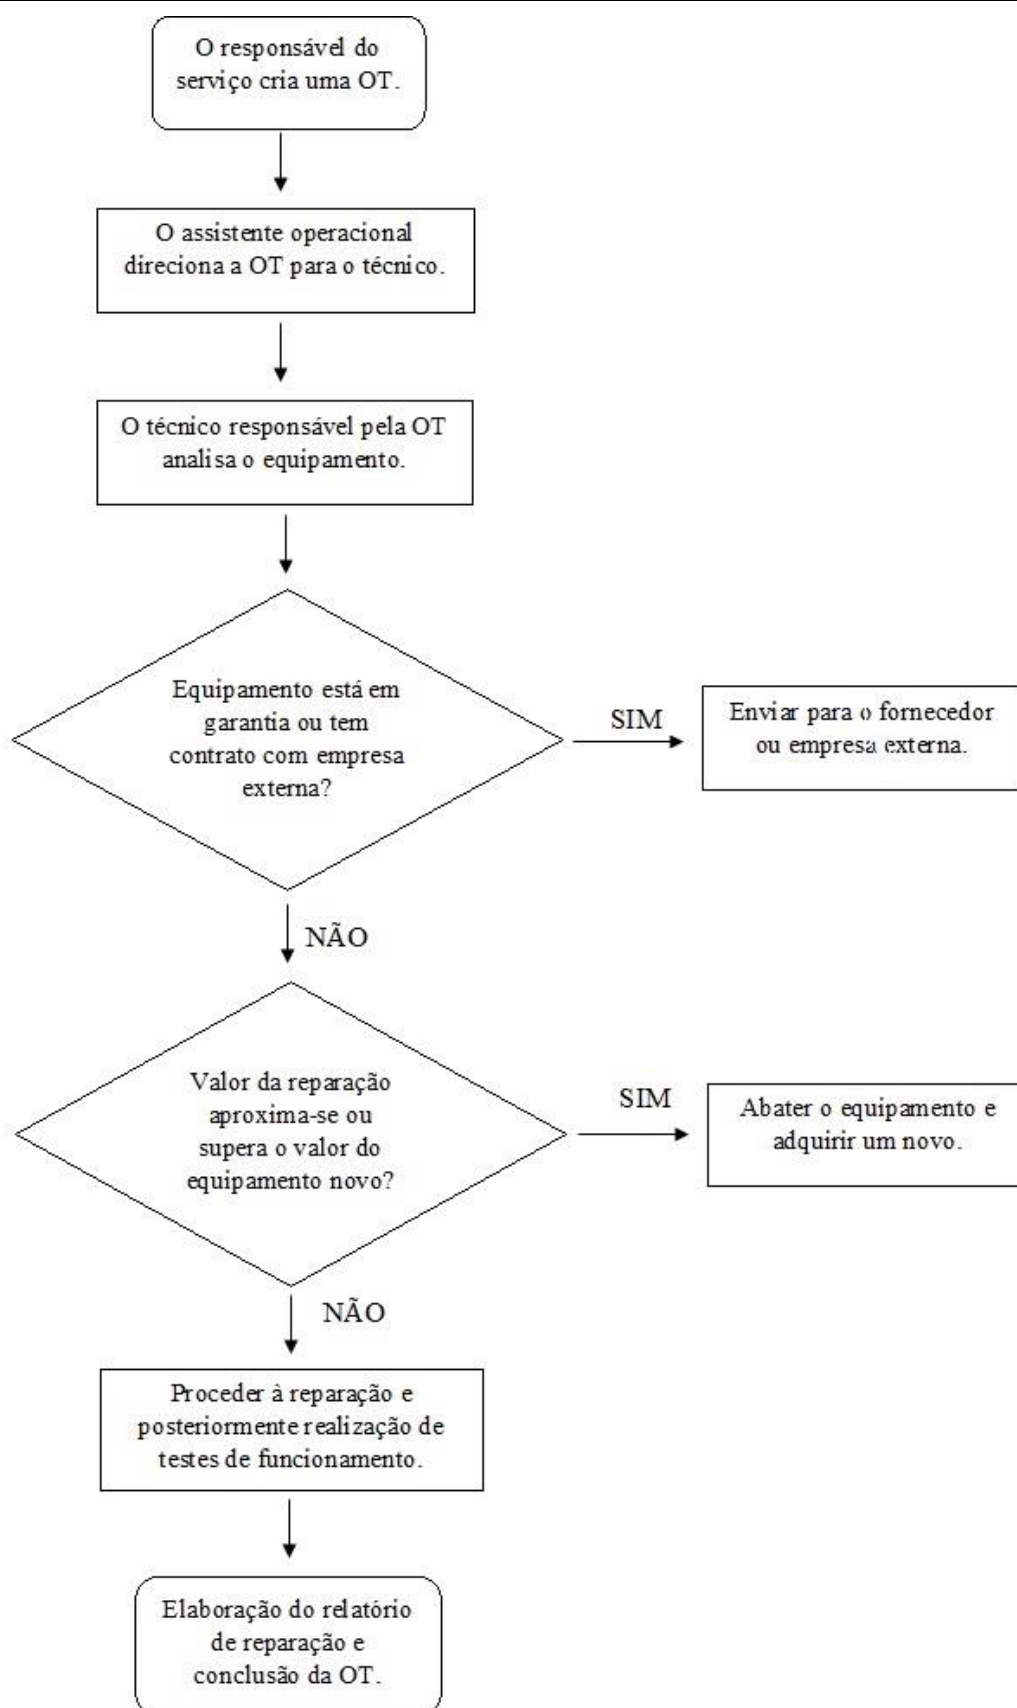 O responsável do
serviço cria uma OT.
O assistente operacional
direciona a OT para o técnico.
O técnico responsável pela OT
analisa o equipamento.
Equipamento está em
garantia ou tem
contrato com empresa
externa?
SIM
Enviar para o fornecedor
ou empresa externa.
NÃO
Valor da reparação
aproxima-se ou
supera o valor do
equipamento novo?
SIM
Abater o equipamento e
adquirir um novo.
NÃO
Proceder à reparação e
posteriormente realização de
testes de funcionamento.
Elaboração do relatório
de reparação e
conclusão da OT.